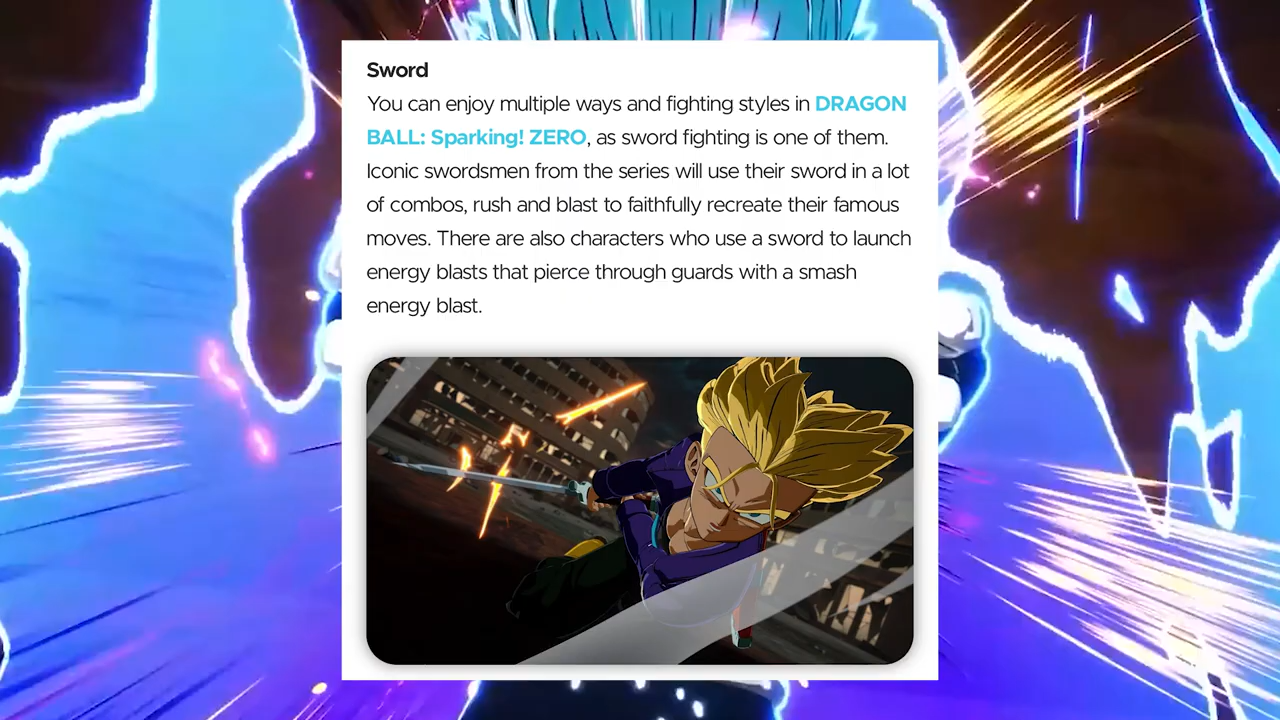 Sword
You can enjoy multiple ways and fighting styles in DRAGON
BALL: Sparking! ZERO, as sword fighting is one of them.
Iconic swordsmen from the series will use their sword in a lot
of combos, rush and blast to faithfully recreate their famous
moves. There are also characters who use a sword to launch
energy blasts that pierce through guards with a smash
energy blast.